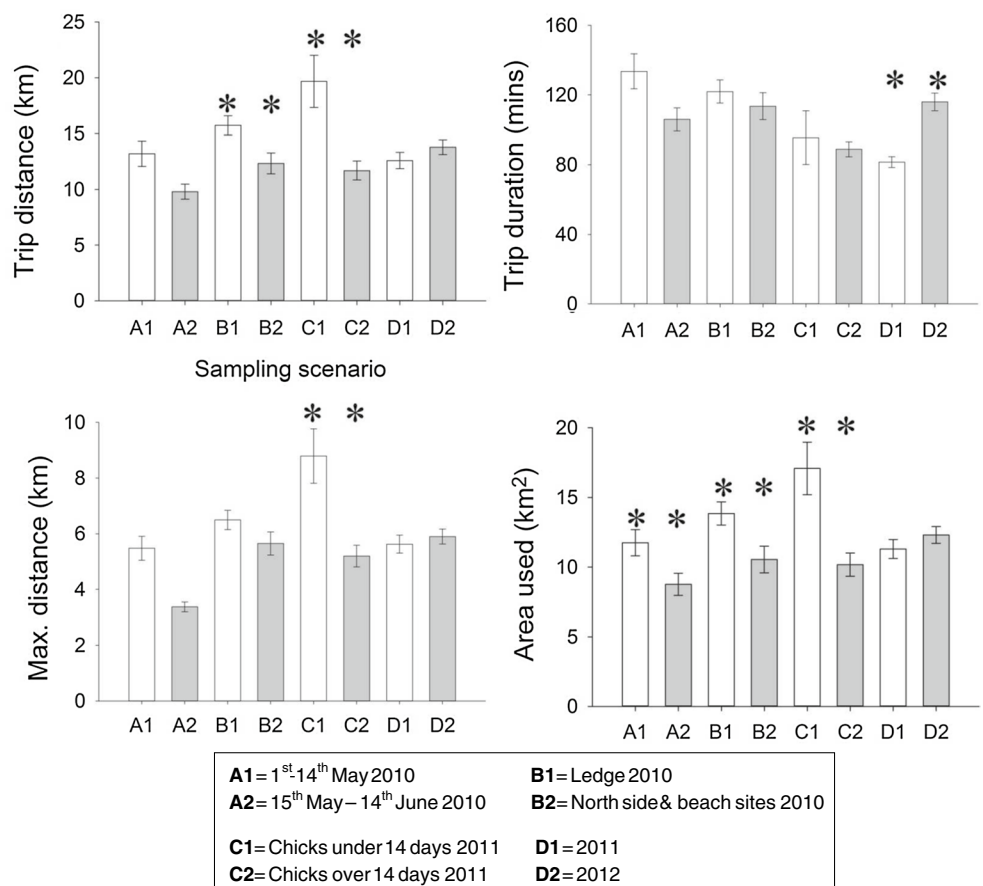 Trip distance (km)
25
20
15
10
5
0
* * * *
A1 A2 B1 B2 C1 C2 D1 D2
Sampling scenario
Trip duration (mins)
160
120
80
40
0
* *
A1 A2 B1 B2 C1 C2 D1 D2
Max. distance (km)
10
8
6
4
2
0
* *
A1 A2 B1 B2 C1 C2 D1 D2
Area used (km²)
20
15
10
5
0
* * * * * *
A1 A2 B1 B2 C1 C2 D1 D2
A1= 1st-14th May 2010
A2= 15th May – 14th June 2010
B1= Ledge 2010
B2= North side & beach sites 2010
C1= Chicks under 14 days 2011
C2= Chicks over 14 days 2011
D1= 2011
D2= 2012